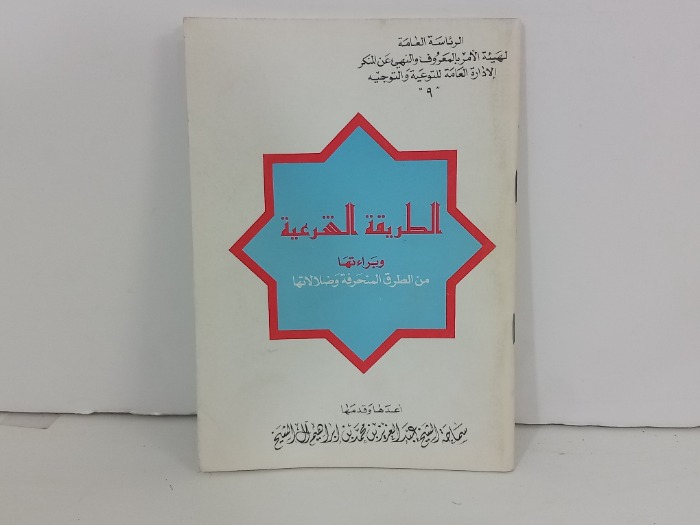 الرئاسة العامة
لهيئة الأمر بالمعروف والنهي عن المنكر
الإدارة العامة للتوعية والتوجيه
"٩"
الطريقة الشرعية
وبراءتها
من الطرق المنحرفة وضلالاتها
أعدها وقدمها
سماحة الشيخ عبد العزيز بن محمد بن إبراهيم آل الشيخ